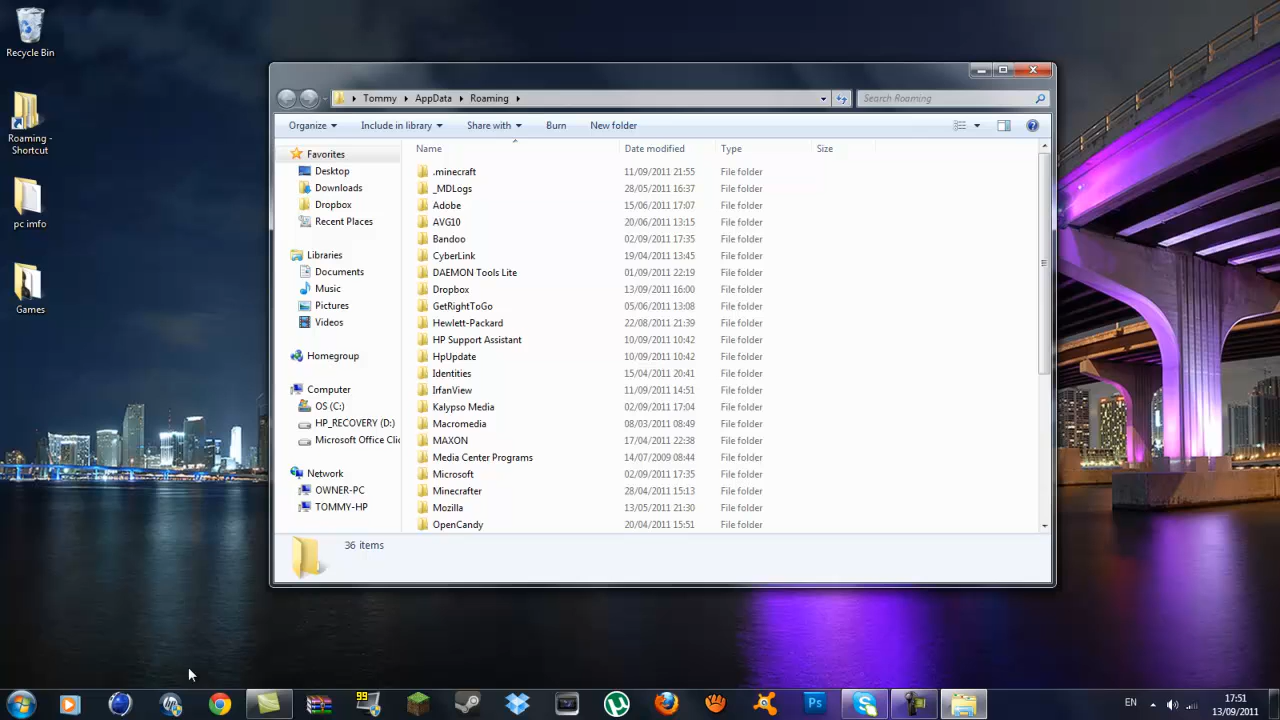 Recycle Bin
Roaming -
Shortcut
pc imfo
Games
Tommy
AppData
Roaming
Search Roaming
Organize
Include in library
Share with
Burn
New folder
Name
Date modified
Type
Size
Favorites
Desktop
Downloads
Dropbox
Recent Places
Libraries
Documents
Music
Pictures
Videos
Homegroup
Computer
OS (C:)
HP_RECOVERY (D:)
Microsoft Office Clic
Network
OWNER-PC
TOMMY-HP
.minecraft 11/09/2011 21:55 File folder
_MDLogs 28/05/2011 16:37 File folder
Adobe 15/06/2011 17:07 File folder
AVG10 20/06/2011 13:15 File folder
Bandoo 02/09/2011 17:35 File folder
CyberLink 19/04/2011 13:45 File folder
DAEMON Tools Lite 01/09/2011 22:19 File folder
Dropbox 13/09/2011 16:00 File folder
GetRightToGo 05/06/2011 13:08 File folder
Hewlett-Packard 22/08/2011 21:39 File folder
HP Support Assistant 10/09/2011 10:42 File folder
HpUpdate 10/09/2011 10:42 File folder
Identities 15/04/2011 20:41 File folder
IrfanView 11/09/2011 14:51 File folder
Kalypso Media 02/09/2011 17:04 File folder
Macromedia 08/03/2011 08:49 File folder
MAXON 17/04/2011 22:38 File folder
Media Center Programs 14/07/2009 08:44 File folder
Microsoft 02/09/2011 17:35 File folder
Minecrafter 28/04/2011 15:13 File folder
Mozilla 13/05/2011 21:30 File folder
OpenCandy 20/04/2011 15:51 File folder
36 items
99
Ps
EN
17:51
13/09/2011